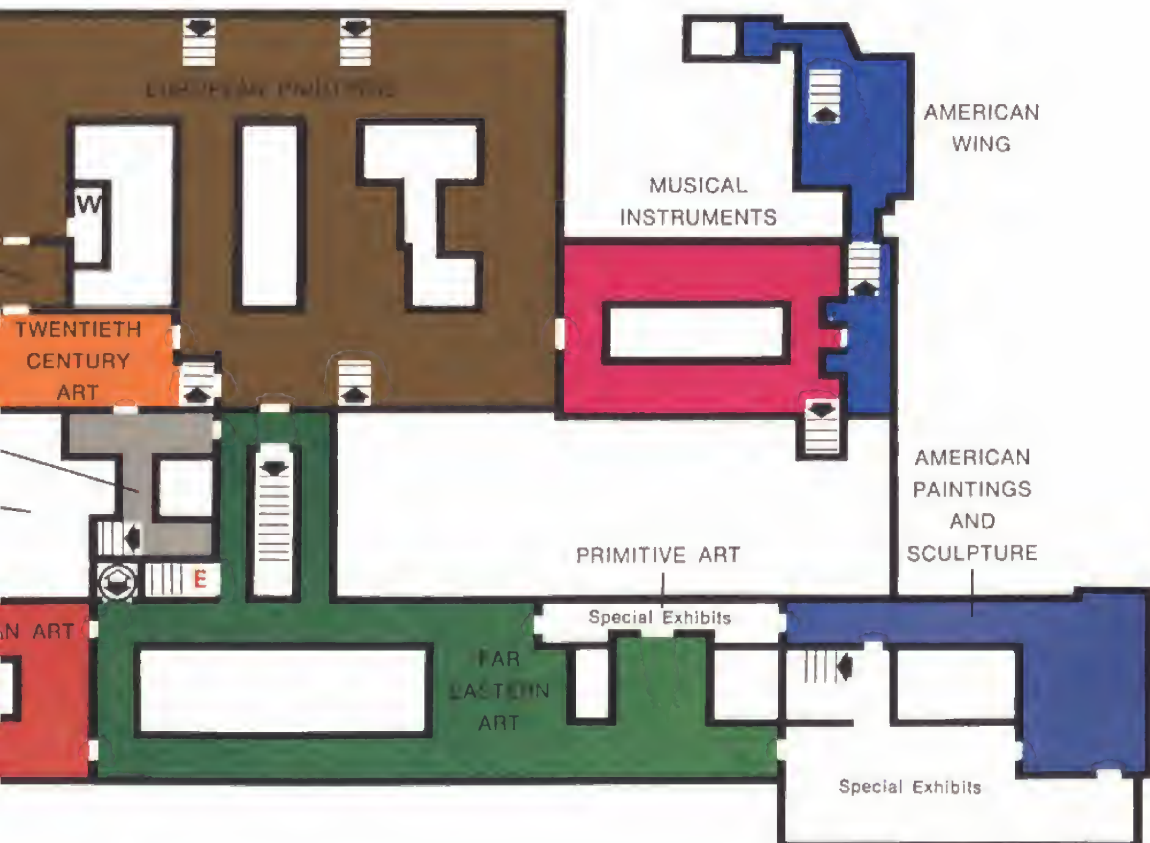 EUROPEAN PAINTINGS
AMERICAN
WING
MUSICAL
INSTRUMENTS
W
TWENTIETH
CENTURY
ART
AMERICAN
PAINTINGS
AND
SCULPTURE
PRIMITIVE ART
E
Special Exhibits
AN ART
FAR
EASTERN
ART
Special Exhibits